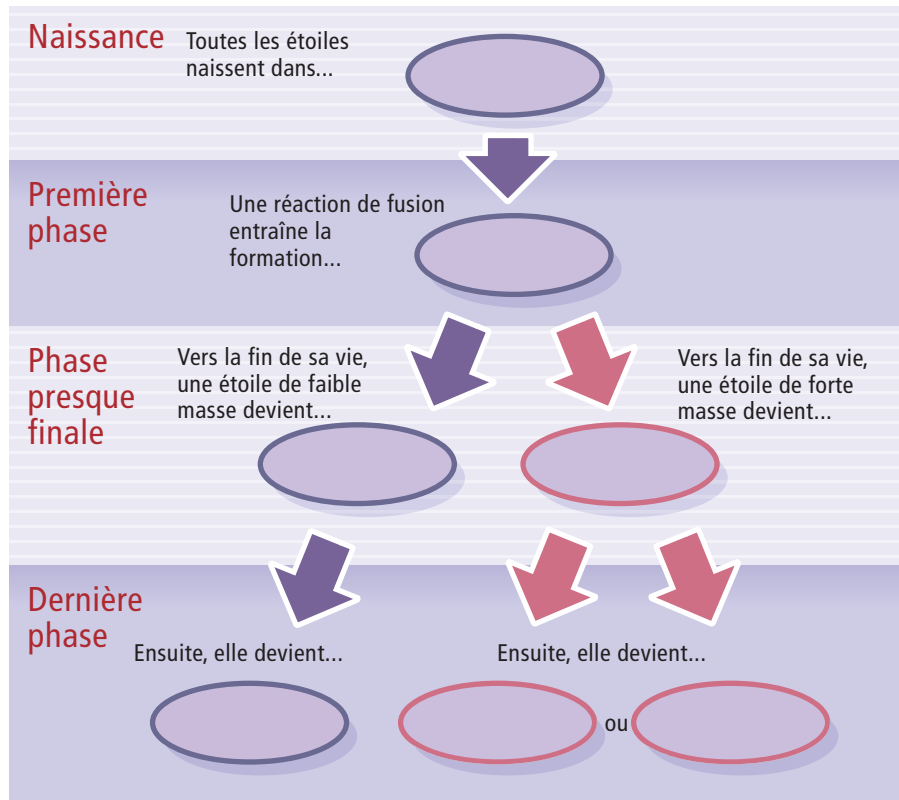 Naissance
Toutes les étoiles
naissent dans...
Première
phase
Une réaction de fusion
entraîne la
formation...
Phase
presque
finale
Vers la fin de sa vie,
une étoile de faible
masse devient...
Vers la fin de sa vie,
une étoile de forte
masse devient...
Dernière
phase
Ensuite, elle devient...
Ensuite, elle devient...
ou